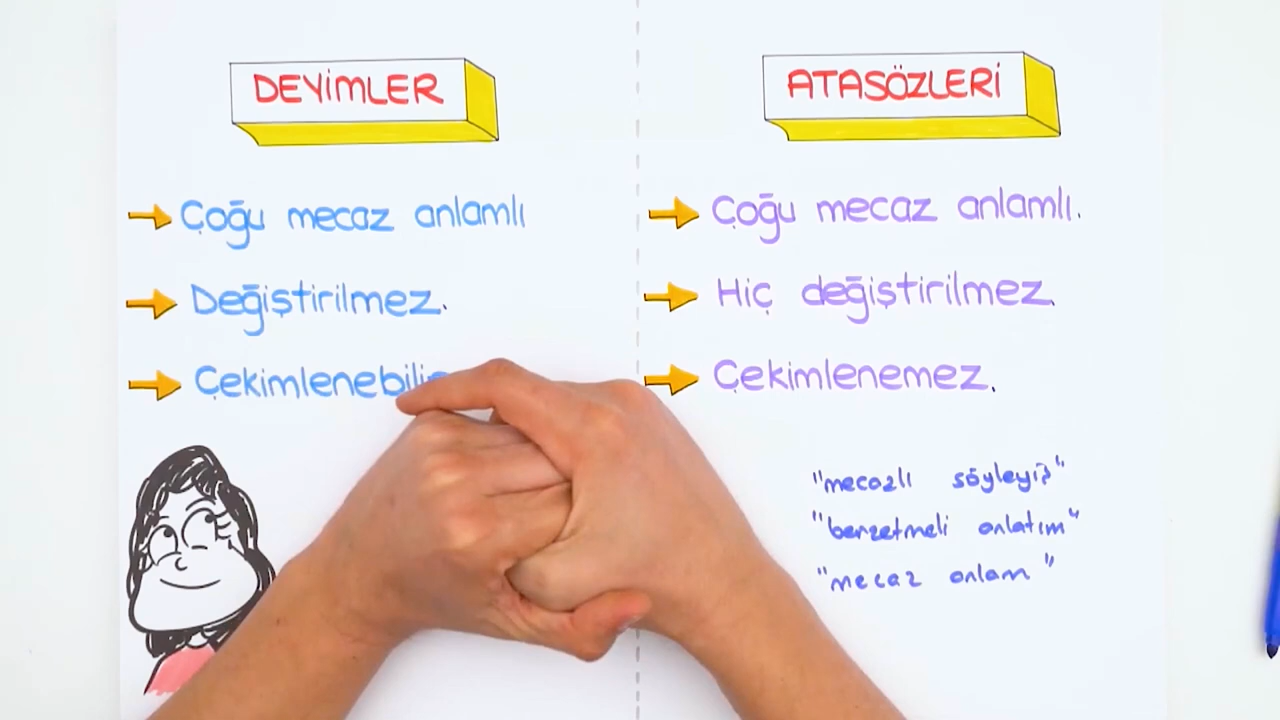 DEYİMLER
Çoğu mecaz anlamlı
Değiştirilmez.
ATASÖZLERİ
Çoğu mecaz anlamlı.
Hiç değiştirilmez.
Çekimlenemez.
"mecazlı söyleyiş"
"benzetmeli anlatım"
"mecaz anlam"